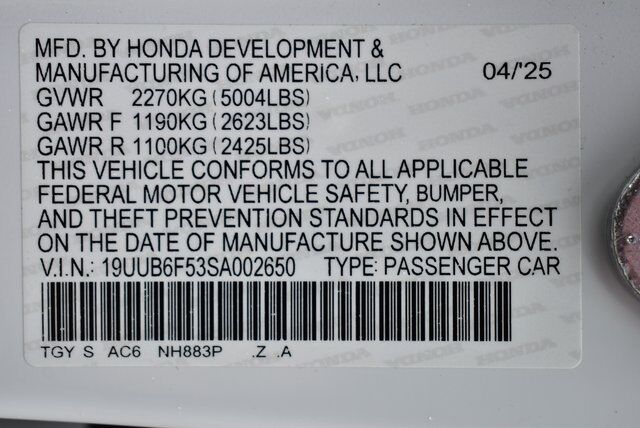 MFD. BY HONDA DEVELOPMENT &
MANUFACTURING OF AMERICA, LLC 04/'25
GVWR 2270KG (5004LBS)
GAWR F 1190KG (2623LBS)
GAWR R 1100KG (2425LBS)
THIS VEHICLE CONFORMS TO ALL APPLICABLE
FEDERAL MOTOR VEHICLE SAFETY, BUMPER,
AND THEFT PREVENTION STANDARDS IN EFFECT
ON THE DATE OF MANUFACTURE SHOWN ABOVE.
V.I.N.: 19UUB6F53SA002650 TYPE: PASSENGER CAR
TGY S AC6 NH883P .Z .A